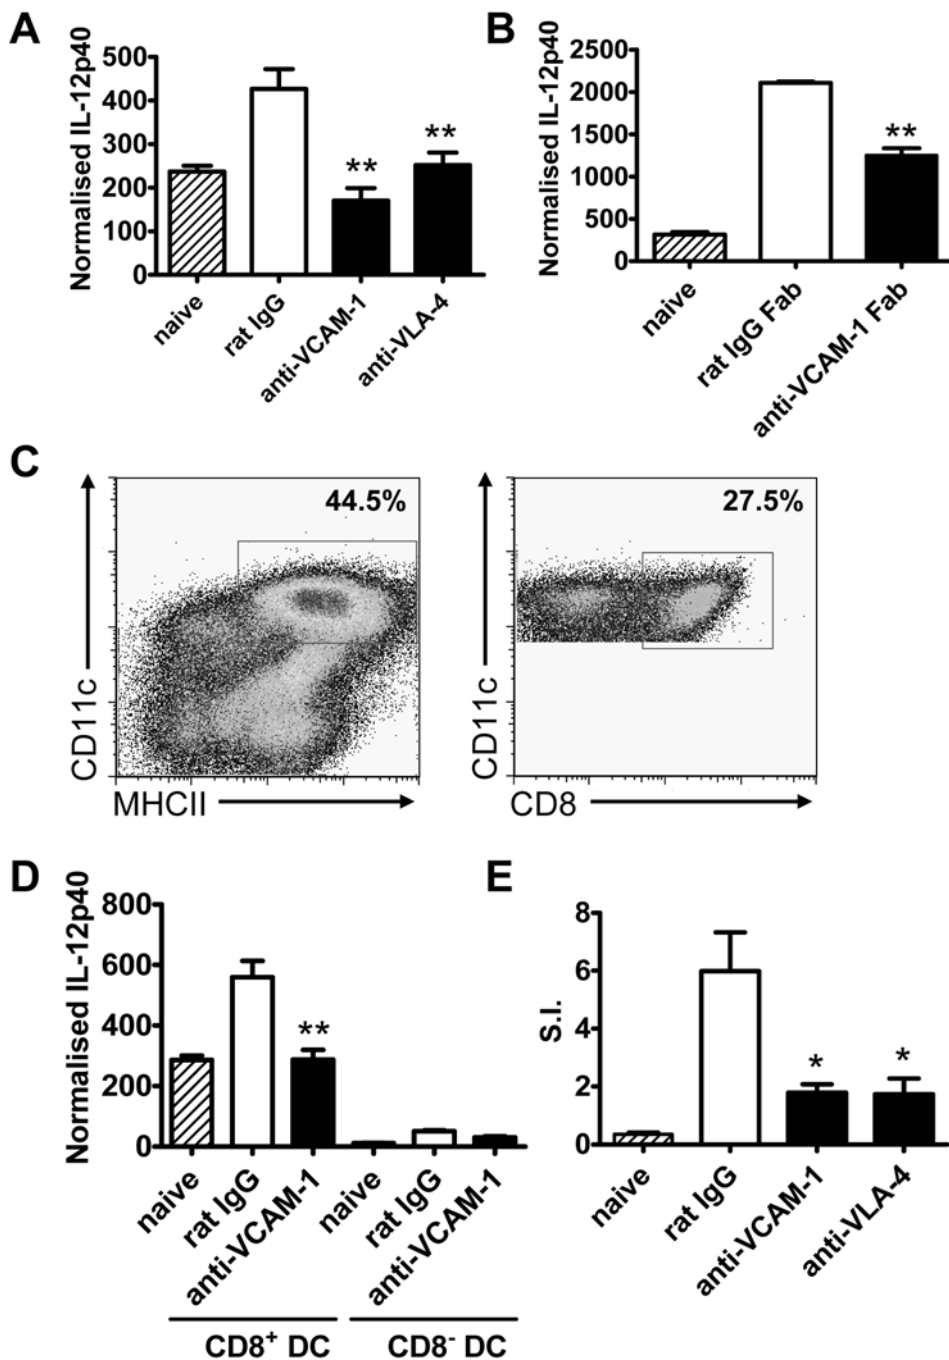 A
Normalised IL-12p40
500
400
300
200
100
0
**
**
naive
rat IgG
anti-VCAM-1
anti-VLA-4
B
Normalised IL-12p40
2500
2000
1500
1000
500
0
**
naive
rat IgG Fab
anti-VCAM-1 Fab
C
44.5%
CD11c
MHCII
27.5%
CD11c
CD8
D
Normalised IL-12p40
800
600
400
200
0
**
naive
rat IgG
anti-VCAM-1
naive
rat IgG
anti-VCAM-1
CD8+ DC
CD8- DC
E
S.I.
8
6
4
2
0
*
*
naive
rat IgG
anti-VCAM-1
anti-VLA-4